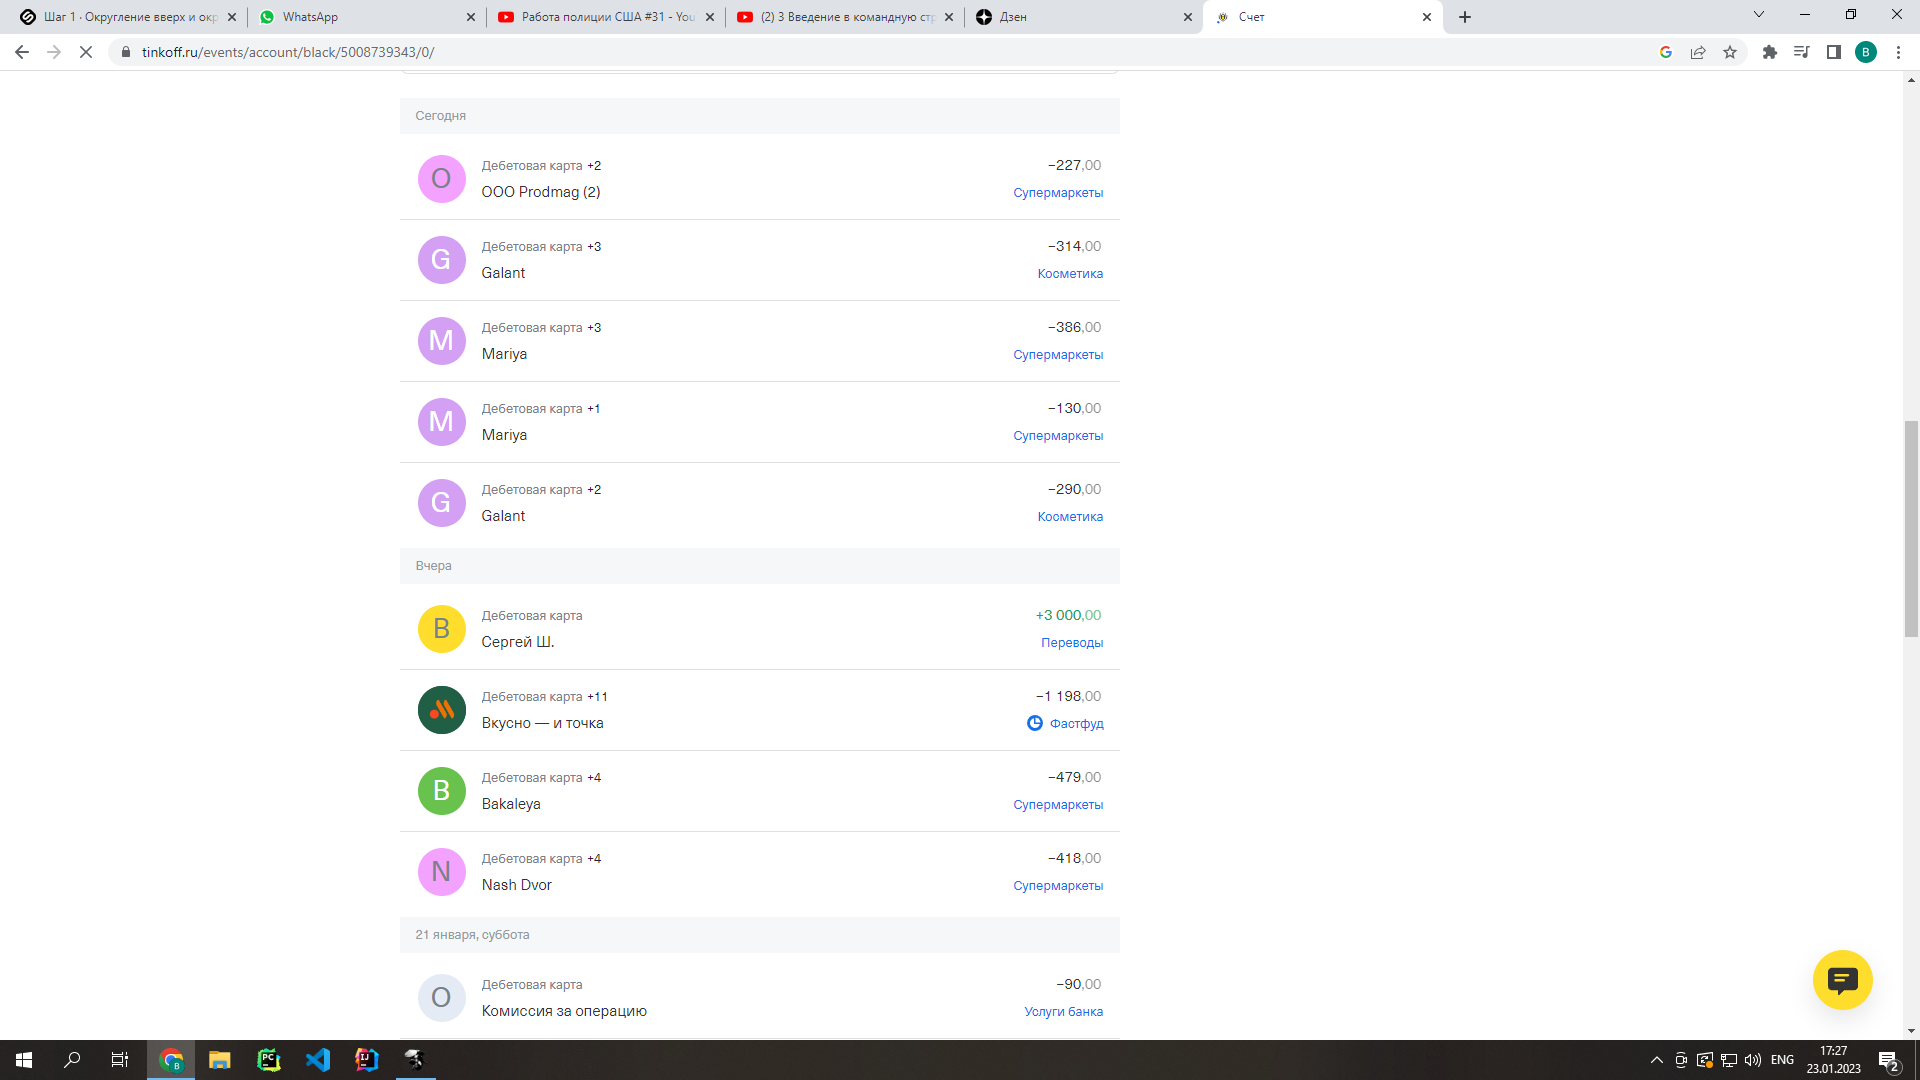 Шаг 1 · Округление вверх и окр
WhatsApp
Работа полиции США #31 - You
(2) 3 Введение в командную стр
Дзен
Счет
tinkoff.ru/events/account/black/5008739343/0/
B
Сегодня
O
Дебетовая карта +2
−227,00
ООО Prodmag (2)
Супермаркеты
G
Дебетовая карта +3
−314,00
Galant
Косметика
M
Дебетовая карта +3
−386,00
Mariya
Супермаркеты
M
Дебетовая карта +1
−130,00
Mariya
Супермаркеты
G
Дебетовая карта +2
−290,00
Galant
Косметика
Вчера
В
Дебетовая карта
+3 000,00
Сергей Ш.
Переводы
Дебетовая карта +11
−1 198,00
Вкусно — и точка
Фастфуд
B
Дебетовая карта +4
−479,00
Bakaleya
Супермаркеты
N
Дебетовая карта +4
−418,00
Nash Dvor
Супермаркеты
21 января, суббота
О
Дебетовая карта
−90,00
Комиссия за операцию
Услуги банка
B
PC
IJ
ENG
17:27
23.01.2023
2